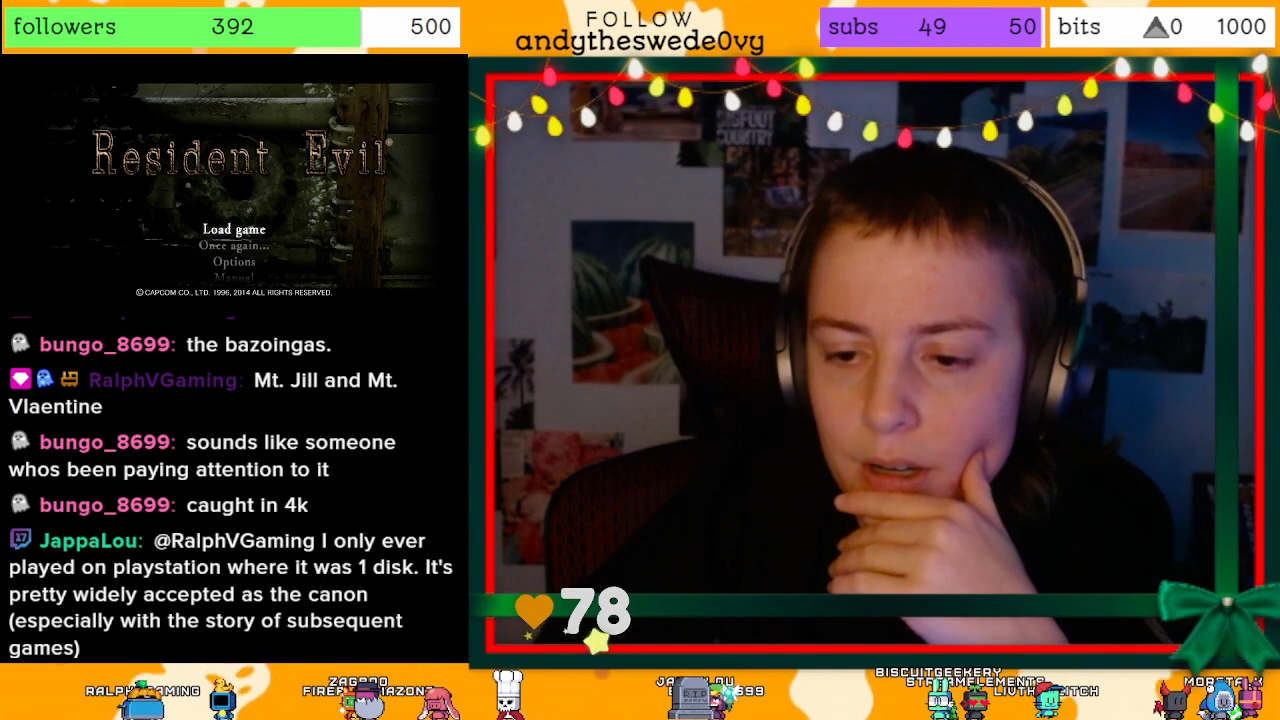 followers 392 500
FOLLOW
andytheswede0vy
subs 49 50
bits 0 1000
BIGFOOT
COUNTRY
Resident Evil
Load game
Once again...
Options
Manual
© CAPCOM CO., LTD. 1996, 2014 ALL RIGHTS RESERVED.
bungo_8699: the bazoingas.
RalphVGaming: Mt. Jill and Mt.
Vlaentine
bungo_8699: sounds like someone
whos been paying attention to it
bungo_8699: caught in 4k
JappaLou: @RalphVGaming I only ever
played on playstation where it was 1 disk. It's
pretty widely accepted as the canon
(especially with the story of subsequent
games)
78
R.I.P
BISCUITGEEKERY